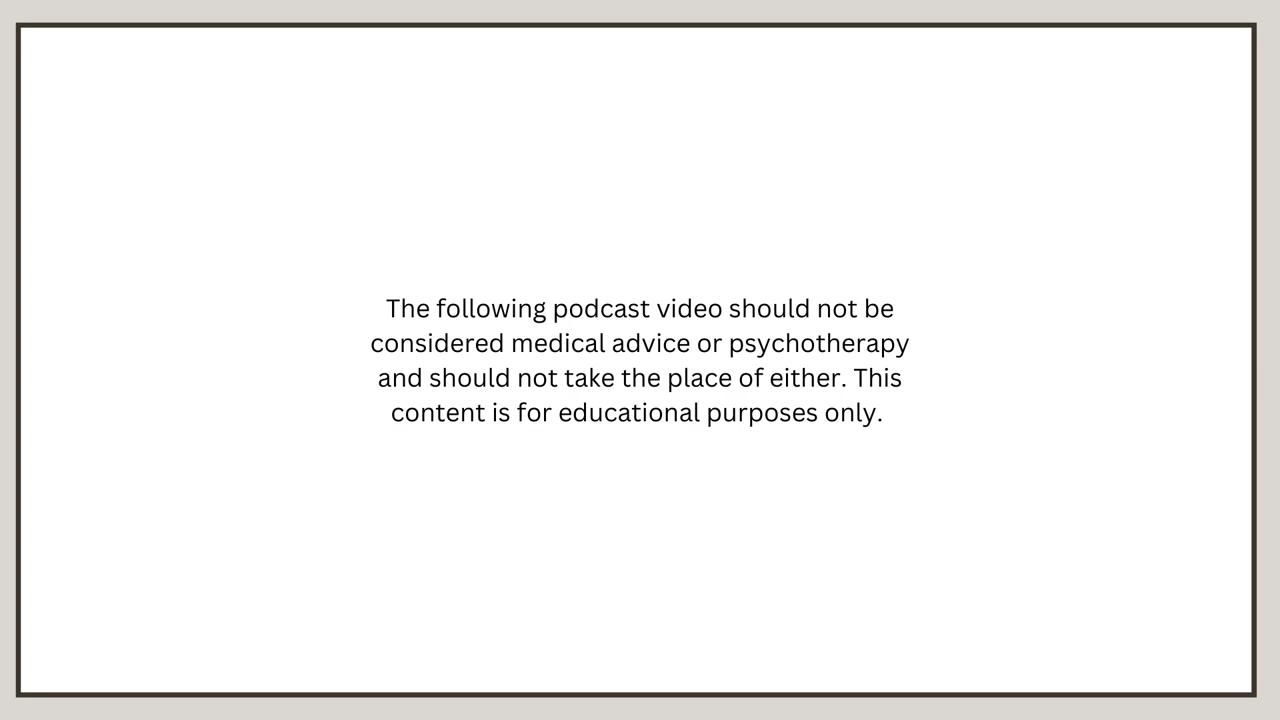 The following podcast video should not be
considered medical advice or psychotherapy
and should not take the place of either. This
content is for educational purposes only.